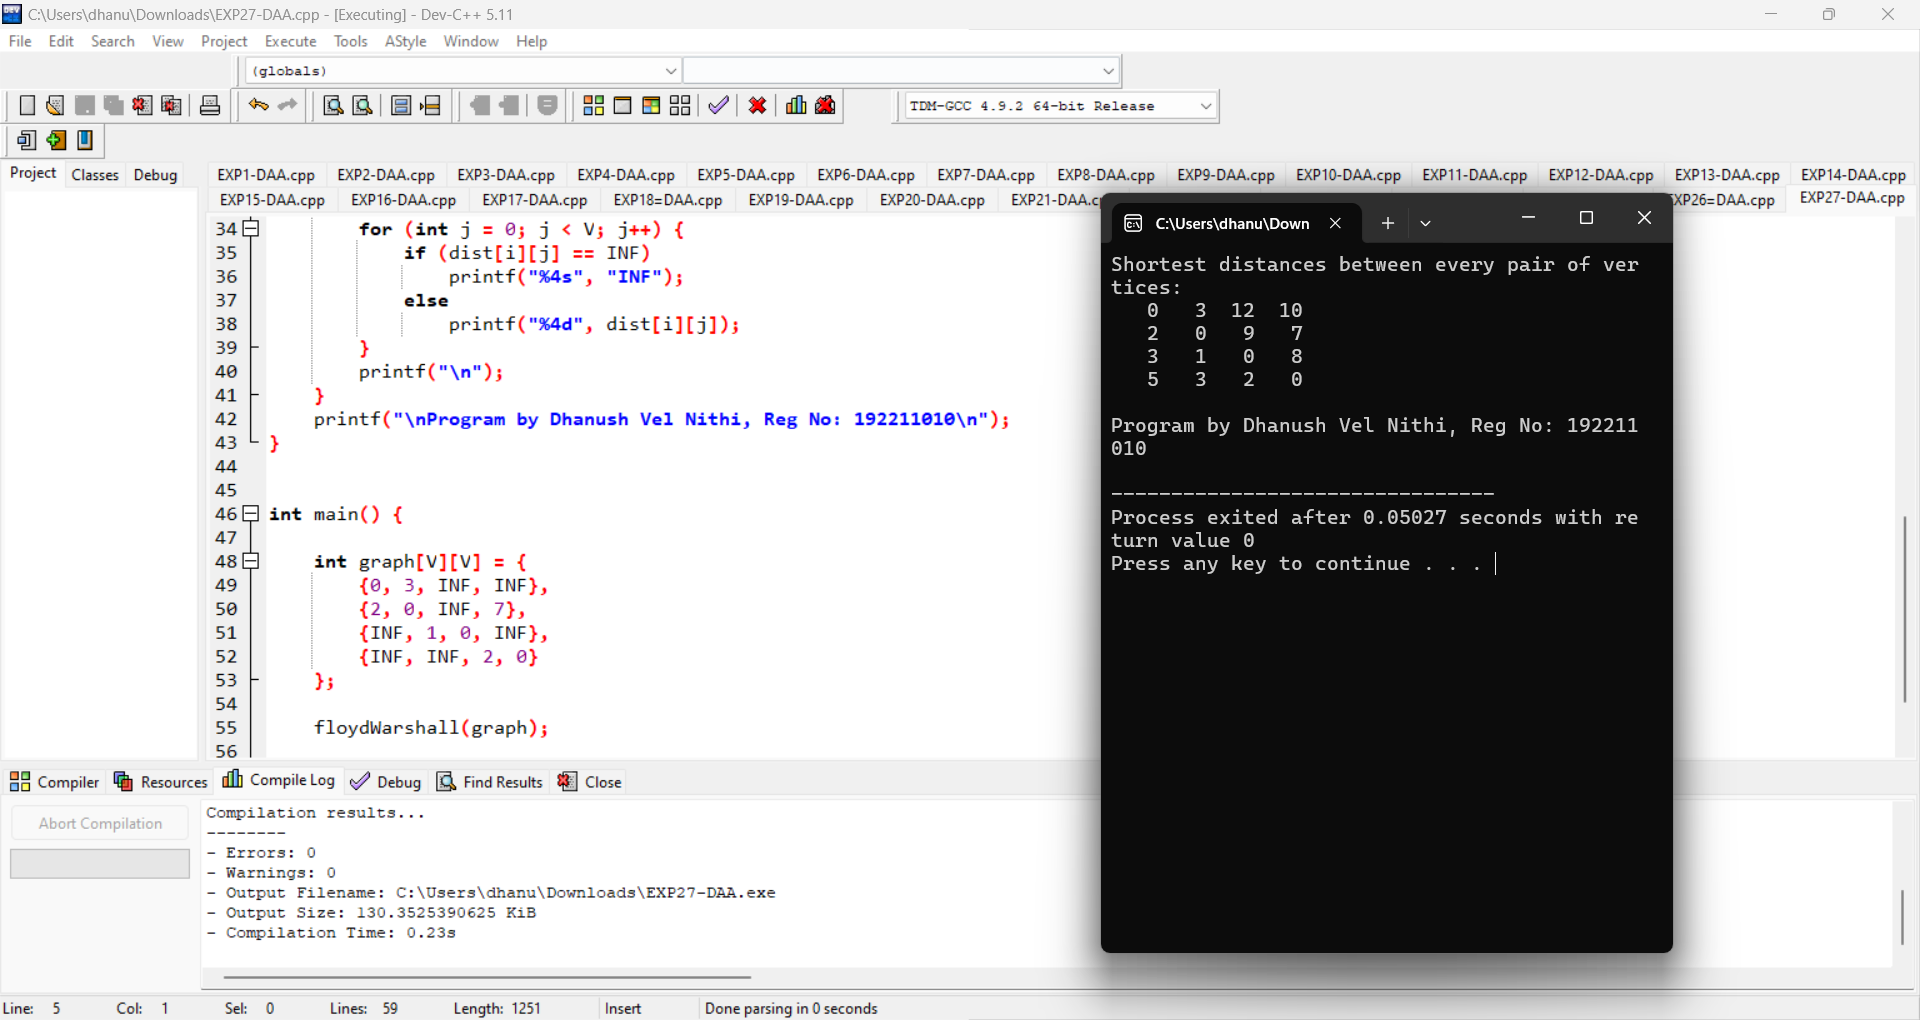 C:\Users\dhanu\Downloads\EXP27-DAA.cpp - [Executing] - Dev-C++ 5.11
File Edit Search View Project Execute Tools AStyle Window Help
(globals)
TDM-GCC 4.9.2 64-bit Release
Project Classes Debug
EXP1-DAA.cpp EXP2-DAA.cpp EXP3-DAA.cpp EXP4-DAA.cpp EXP5-DAA.cpp EXP6-DAA.cpp EXP7-DAA.cpp EXP8-DAA.cpp EXP9-DAA.cpp EXP10-DAA.cpp EXP11-DAA.cpp EXP12-DAA.cpp EXP13-DAA.cpp EXP14-DAA.cpp
EXP15-DAA.cpp EXP16-DAA.cpp EXP17-DAA.cpp EXP18=DAA.cpp EXP19-DAA.cpp EXP20-DAA.cpp EXP21-DAA.c XP26=DAA.cpp EXP27-DAA.cpp
34 for (int j = 0; j < V; j++) {
35 if (dist[i][j] == INF)
36 printf("%4s", "INF");
37 else
38 printf("%4d", dist[i][j]);
39 }
40 printf("\n");
41 }
42 printf("\nProgram by Dhanush Vel Nithi, Reg No: 192211010\n");
43 }
44
45
46 int main() {
47
48 int graph[V][V] = {
49 {0, 3, INF, INF},
50 {2, 0, INF, 7},
51 {INF, 1, 0, INF},
52 {INF, INF, 2, 0}
53 };
54
55 floydWarshall(graph);
56
C:\Users\dhanu\Down
Shortest distances between every pair of ver
tices:
0 3 12 10
2 0 9 7
3 1 0 8
5 3 2 0
Program by Dhanush Vel Nithi, Reg No: 192211
010
--------------------------------
Process exited after 0.05027 seconds with re
turn value 0
Press any key to continue . . .
Compiler Resources Compile Log Debug Find Results Close
Abort Compilation
Compilation results...
--------
- Errors: 0
- Warnings: 0
- Output Filename: C:\Users\dhanu\Downloads\EXP27-DAA.exe
- Output Size: 130.3525390625 KiB
- Compilation Time: 0.23s
Line: 5 Col: 1 Sel: 0 Lines: 59 Length: 1251 Insert Done parsing in 0 seconds